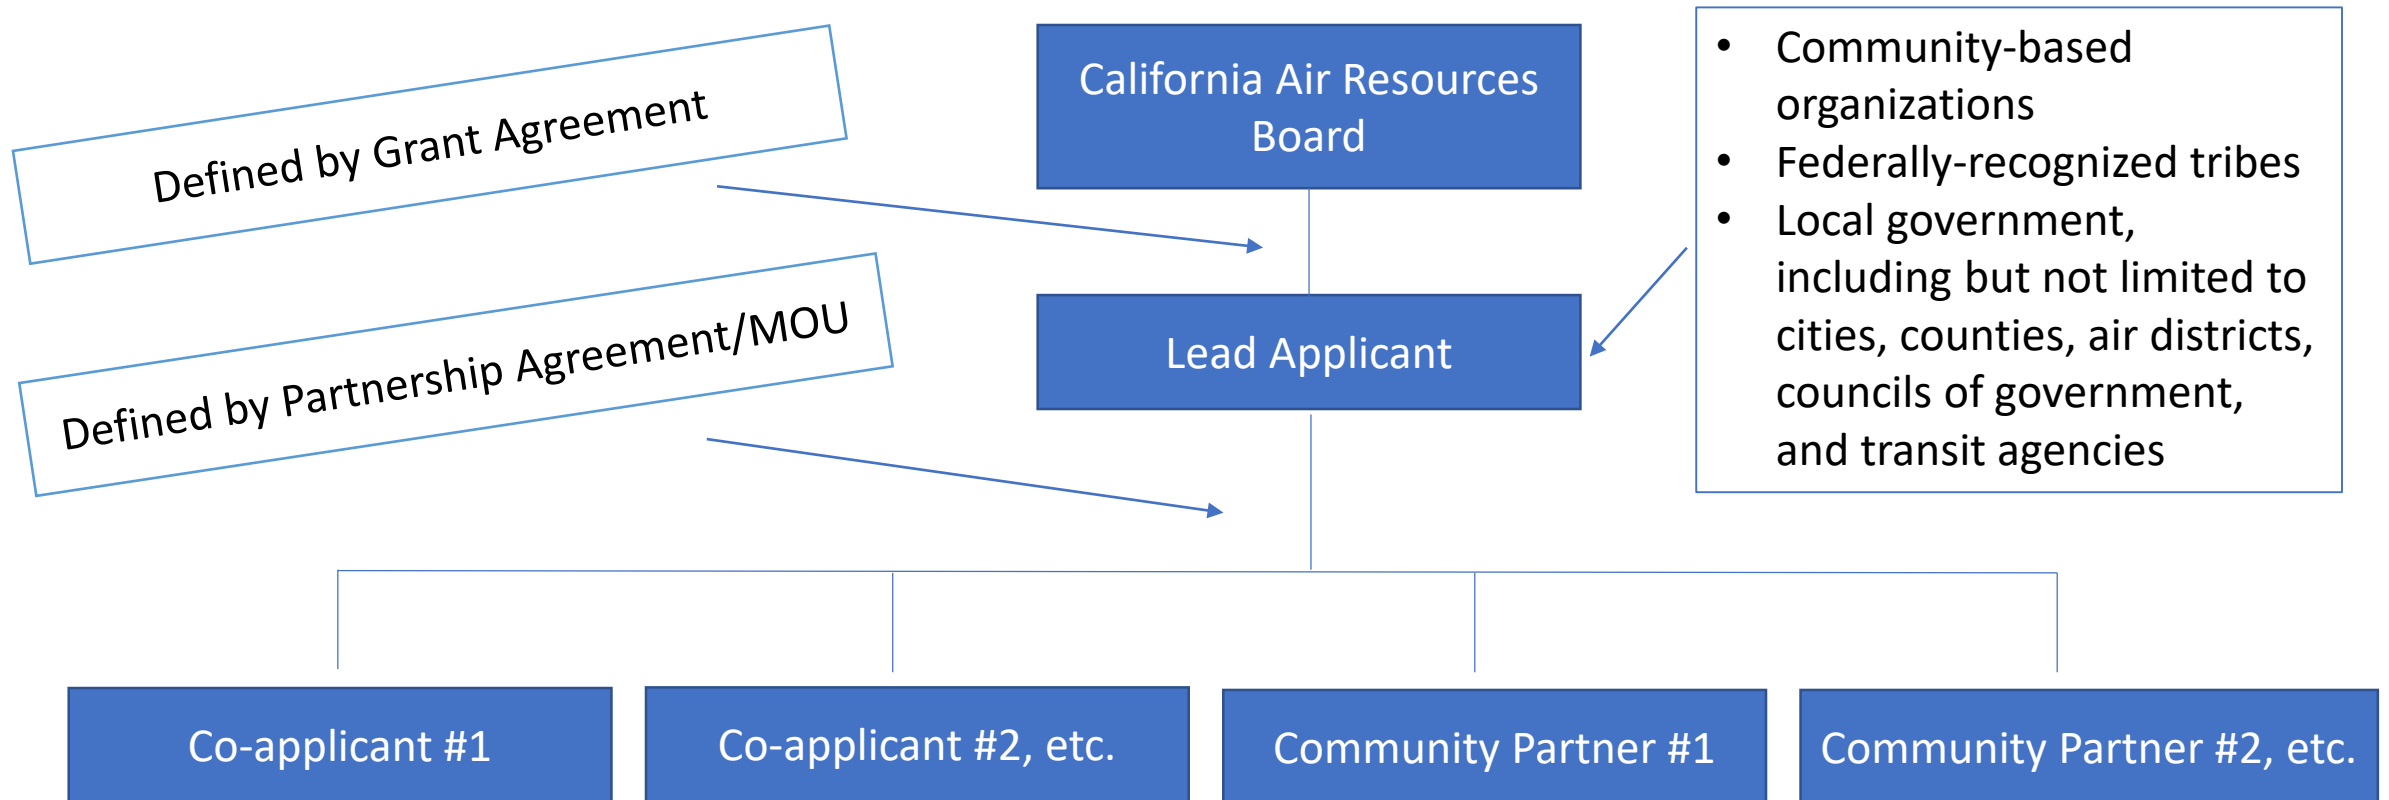 Defined by Grant Agreement
California Air Resources
Board
• Community-based
organizations
• Federally-recognized tribes
• Local government,
including but not limited to
cities, counties, air districts,
councils of government,
and transit agencies
Defined by Partnership Agreement/MOU
Lead Applicant
Co-applicant #1
Co-applicant #2, etc.
Community Partner #1
Community Partner #2, etc.